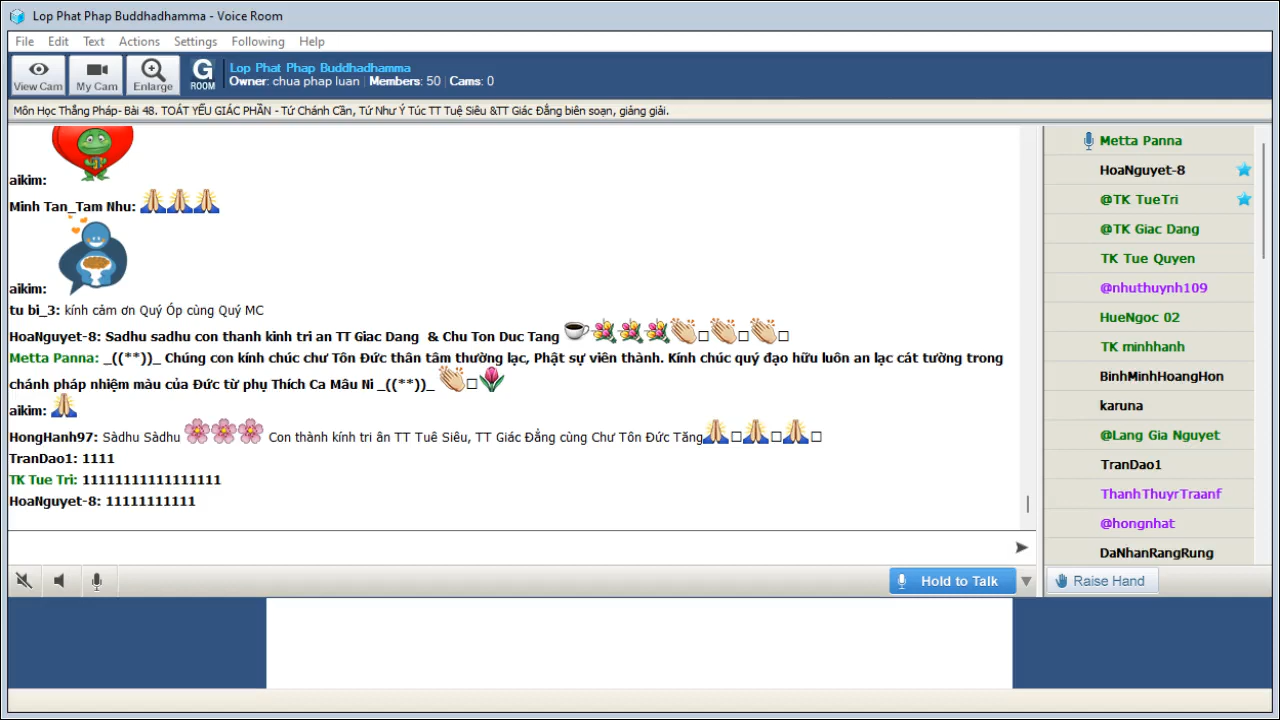 Lop Phat Phap Buddhadhamma - Voice Room
File Edit Text Actions Settings Following Help
View Cam My Cam Enlarge G ROOM
Lop Phat Phap Buddhadhamma
Owner: chua phap luan Members: 50 Cams: 0
Môn Học Thắng Pháp- Bài 48. TOÁT YẾU GIÁC PHẦN - Tứ Chánh Cần, Tứ Như Ý Túc TT Tuệ Siêu &TT Giác Đẳng biên soạn, giảng giải.
aikim:
Minh Tan_Tam Nhu:
aikim:
tu bi_3: kính cảm ơn Quý Óp cùng Quý MC
HoaNguyet-8: Sadhu sadhu con thanh kinh tri an TT Giac Dang & Chu Ton Duc Tang
Metta Panna: _((**))_ Chúng con kính chúc chư Tôn Đức thân tâm thường lạc, Phật sự viên thành. Kính chúc quý đạo hữu luôn an lạc cát tường trong
chánh pháp nhiệm màu của Đức từ phụ Thích Ca Mâu Ni _((**))_
aikim:
HongHanh97: Sàdhu Sàdhu Con thành kính tri ân TT Tuê Siêu, TT Giác Đẳng cùng Chư Tôn Đức Tăng
TranDao1: 1111
TK Tue Tri: 11111111111111111
HoaNguyet-8: 11111111111
Metta Panna
HoaNguyet-8
@TK TueTri
@TK Giac Dang
TK Tue Quyen
@nhuthuynh109
HueNgoc 02
TK minhhanh
BinhMinhHoangHon
karuna
@Lang Gia Nguyet
TranDao1
ThanhThuyrTraanf
@hongnhat
DaNhanRangRung
Hold to Talk
Raise Hand